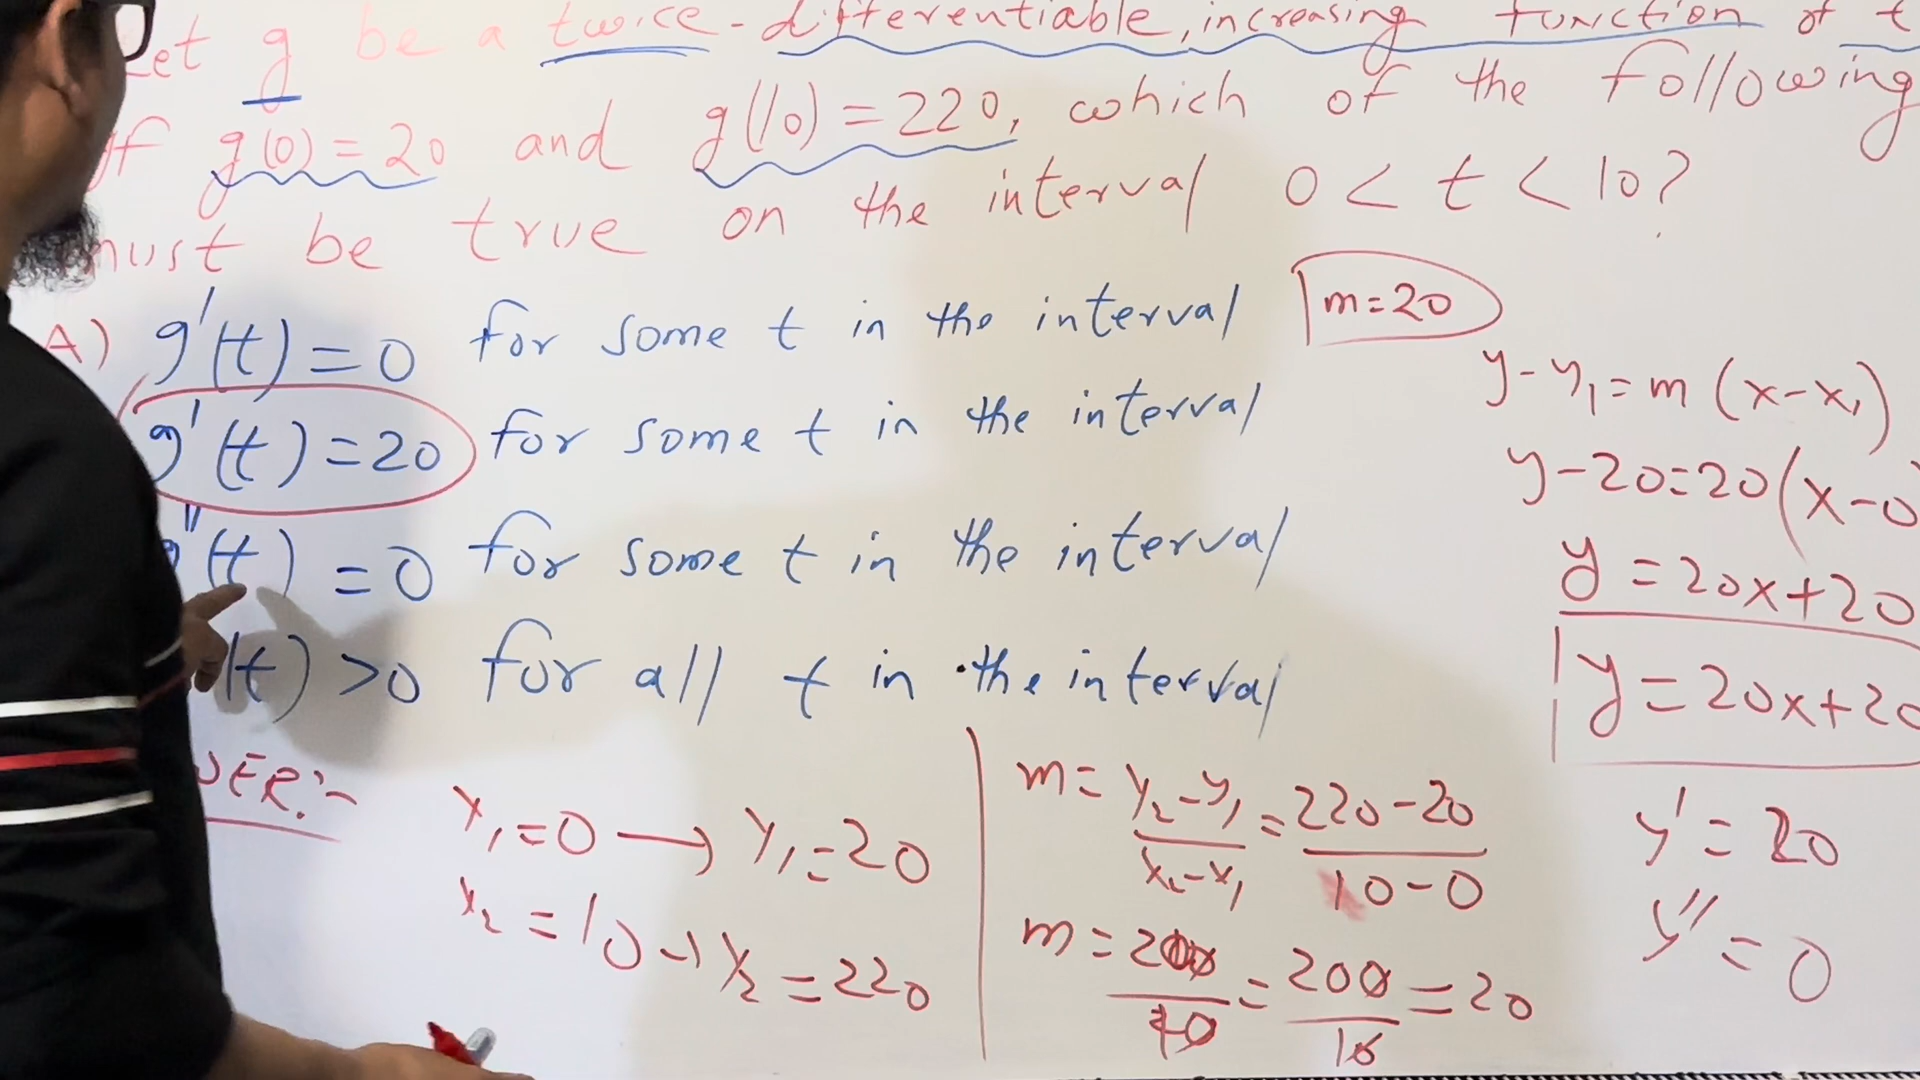 Let g be a twice-differentiable, increasing function of t
If g(0)=20 and g(10)=220, which of the following
must be true on the interval 0<t<10?
A) g'(t)=0 for some t in the interval
g'(t)=20 for some t in the interval
g''(t)=0 for some t in the interval
(t)>0 for all t in the interval
m=20
y-y₁=m(x-x₁)
y-20=20(x-0
y=20x+20
y=20x+20
y'=20
y''=0
WER:-
x₁=0→y₁=20
x₂=10→y₂=220
m=y₂-y₁/x₂-x₁=220-20/10-0
m=200/10=200/10=20